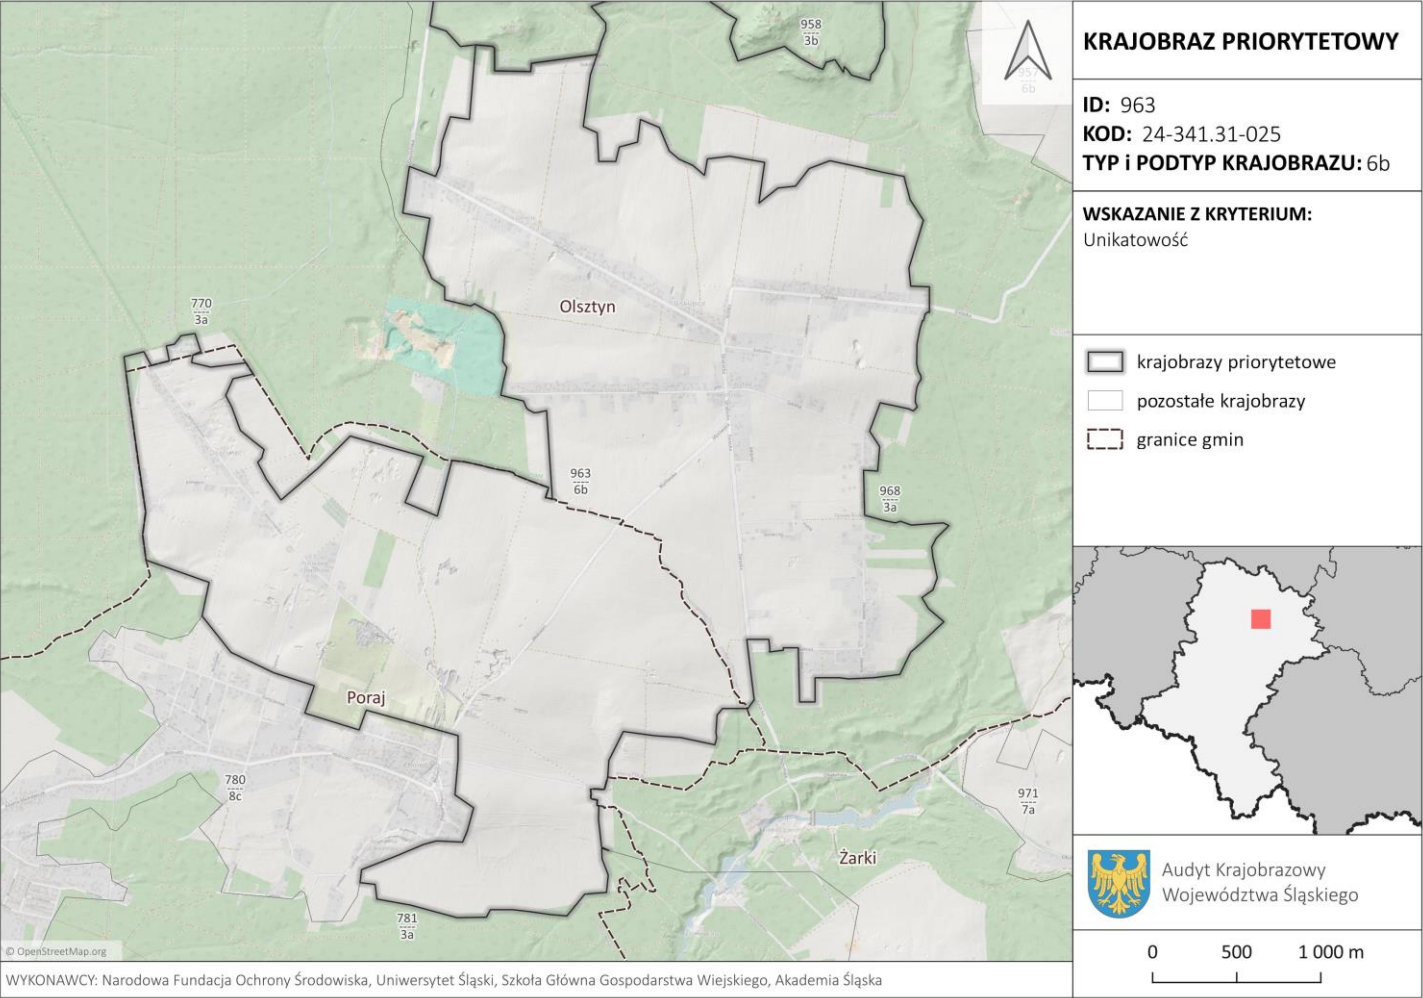 958
3b
957
6b
Olsztyn
770
3a
963
6b
968
3a
Poraj
780
8c
971
7a
Żarki
781
3a
© OpenStreetMap.org
WYKONAWCY: Narodowa Fundacja Ochrony Środowiska, Uniwersytet Śląski, Szkoła Główna Gospodarstwa Wiejskiego, Akademia Śląska
KRAJOBRAZ PRIORYTETOWY
ID: 963
KOD: 24-341.31-025
TYP i PODTYP KRAJOBRAZU: 6b
WSKAZANIE Z KRYTERIUM:
Unikatowość
krajobrazy priorytetowe
pozostałe krajobrazy
granice gmin
Audyt Krajobrazowy
Województwa Śląskiego
0 500 1 000 m